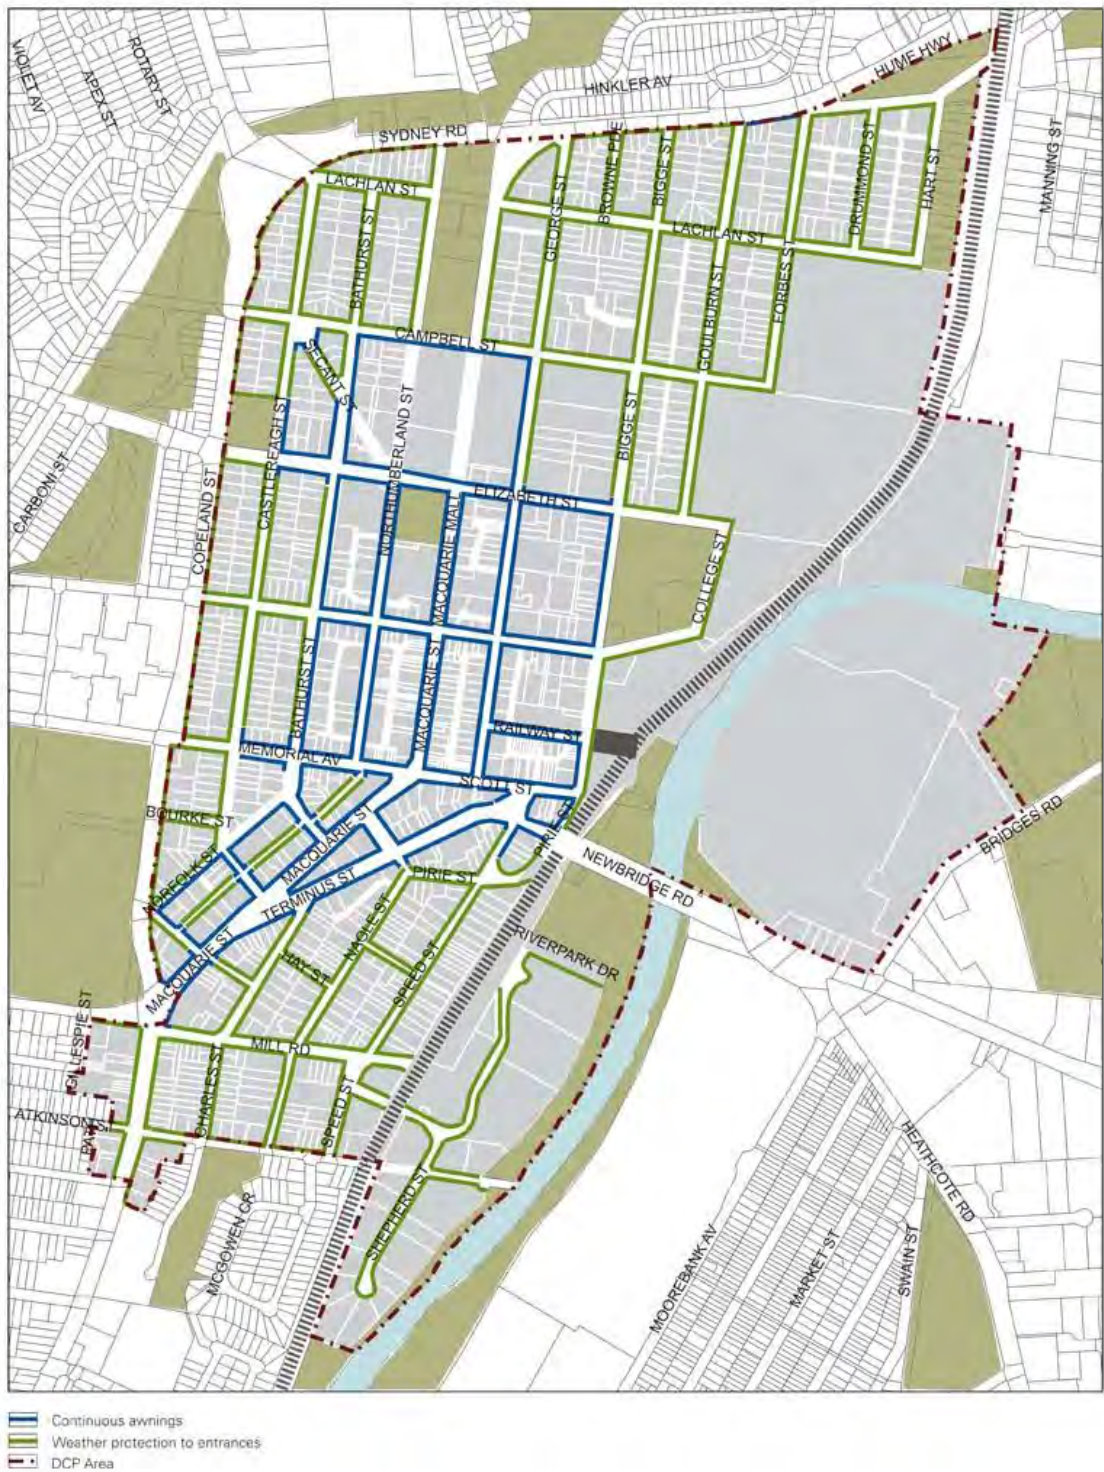 VIOLET AV
APEX ST
ROTARY ST
SYDNEY RD
HINKLER AV
HUME HWY
MANNING ST
LACHLAN ST
BATHURST ST
GEORGE ST
BROWNE PDE
BIGGE ST
LACHLAN ST
DRUMMOND ST
HART ST
GOULBURN ST
FORBES ST
CAMPBELL ST
SECANT ST
CASTLEREAGH ST
NORTHUMBERLAND ST
BIGGE ST
CARBONI ST
COPELAND ST
ELIZABETH ST
MACQUARIE MALL
COLLEGE ST
BATHURST ST
MACQUARIE ST
RAILWAY ST
MEMORIAL AV
SCOTT ST
BOURKE ST
MACQUARIE ST
PIRIE ST
NEWBRIDGE RD
BRIDGES RD
NORFOLK ST
TERMINUS ST
PIRIE ST
NAGLE ST
HAY ST
SPEED ST
RIVERPARK DR
MACQUARIE ST
GILLESPIE ST
MILL RD
CHARLES ST
SPEED ST
ATKINSON ST
SHEPHERD ST
MCGOWEN CR
HEATHCOTE RD
MOOREBANK AV
MARKET ST
SWAIN ST
Continuous awnings
Weather protection to entrances
DCP Area